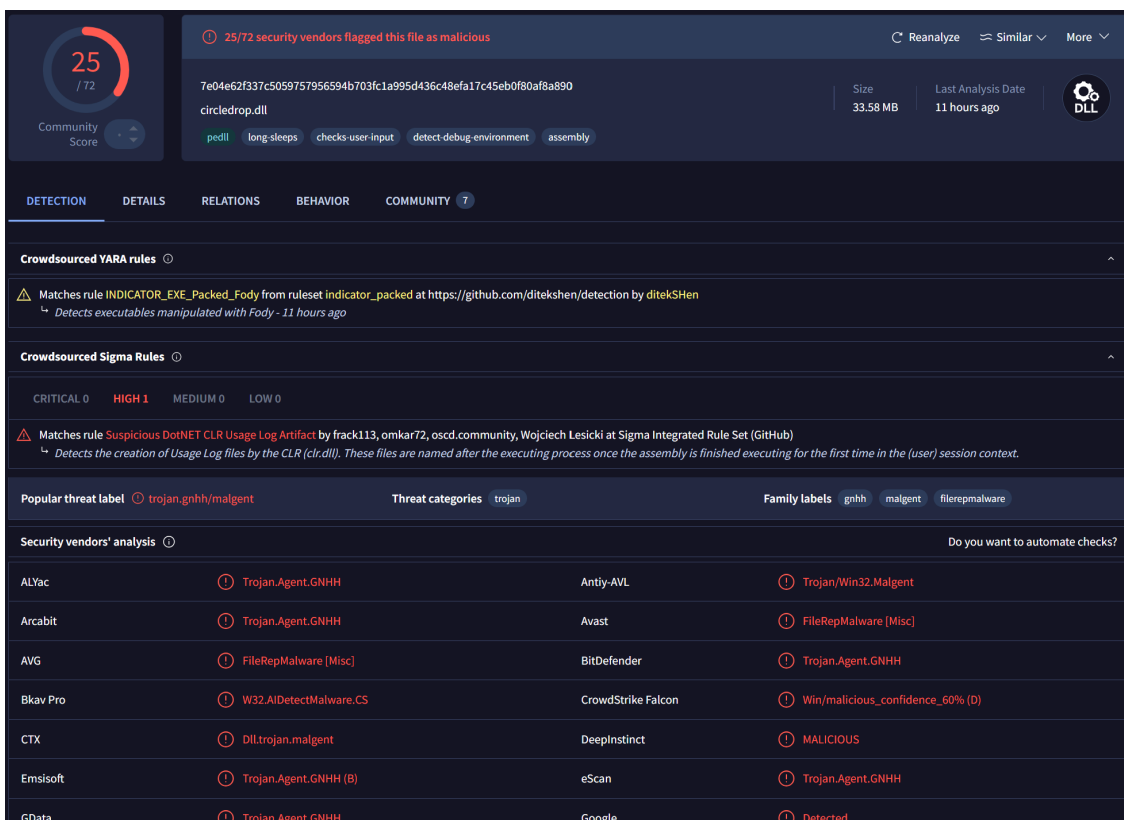 25
/ 72
Community
Score
25/72 security vendors flagged this file as malicious
Reanalyze
Similar
More
7e04e62f337c5059757956594b703fc1a995d436c48efa17c45eb0f80af8a890
circledrop.dll
Size
33.58 MB
Last Analysis Date
11 hours ago
DLL
pedll long-sleeps checks-user-input detect-debug-environment assembly
DETECTION DETAILS RELATIONS BEHAVIOR COMMUNITY 7
Crowdsourced YARA rules
Matches rule INDICATOR_EXE_Packed_Fody from ruleset indicator_packed at https://github.com/ditekshen/detection by ditekSHen
Detects executables manipulated with Fody - 11 hours ago
Crowdsourced Sigma Rules
CRITICAL 0 HIGH 1 MEDIUM 0 LOW 0
Matches rule Suspicious DotNET CLR Usage Log Artifact by frack113, omkar72, oscd.community, Wojciech Lesicki at Sigma Integrated Rule Set (GitHub)
Detects the creation of Usage Log files by the CLR (clr.dll). These files are named after the executing process once the assembly is finished executing for the first time in the (user) session context.
Popular threat label trojan.gnhh/malgent Threat categories trojan Family labels gnhh malgent filerepmalware
Security vendors' analysis Do you want to automate checks?
ALYac Trojan.Agent.GNHH Antiy-AVL Trojan/Win32.Malgent
Arcabit Trojan.Agent.GNHH Avast FileRepMalware [Misc]
AVG FileRepMalware [Misc] BitDefender Trojan.Agent.GNHH
Bkav Pro W32.AIDetectMalware.CS CrowdStrike Falcon Win/malicious_confidence_60% (D)
CTX Dll.trojan.malgent DeepInstinct MALICIOUS
Emsisoft Trojan.Agent.GNHH (B) eScan Trojan.Agent.GNHH
GData Trojan.Agent.GNHH Google Detected